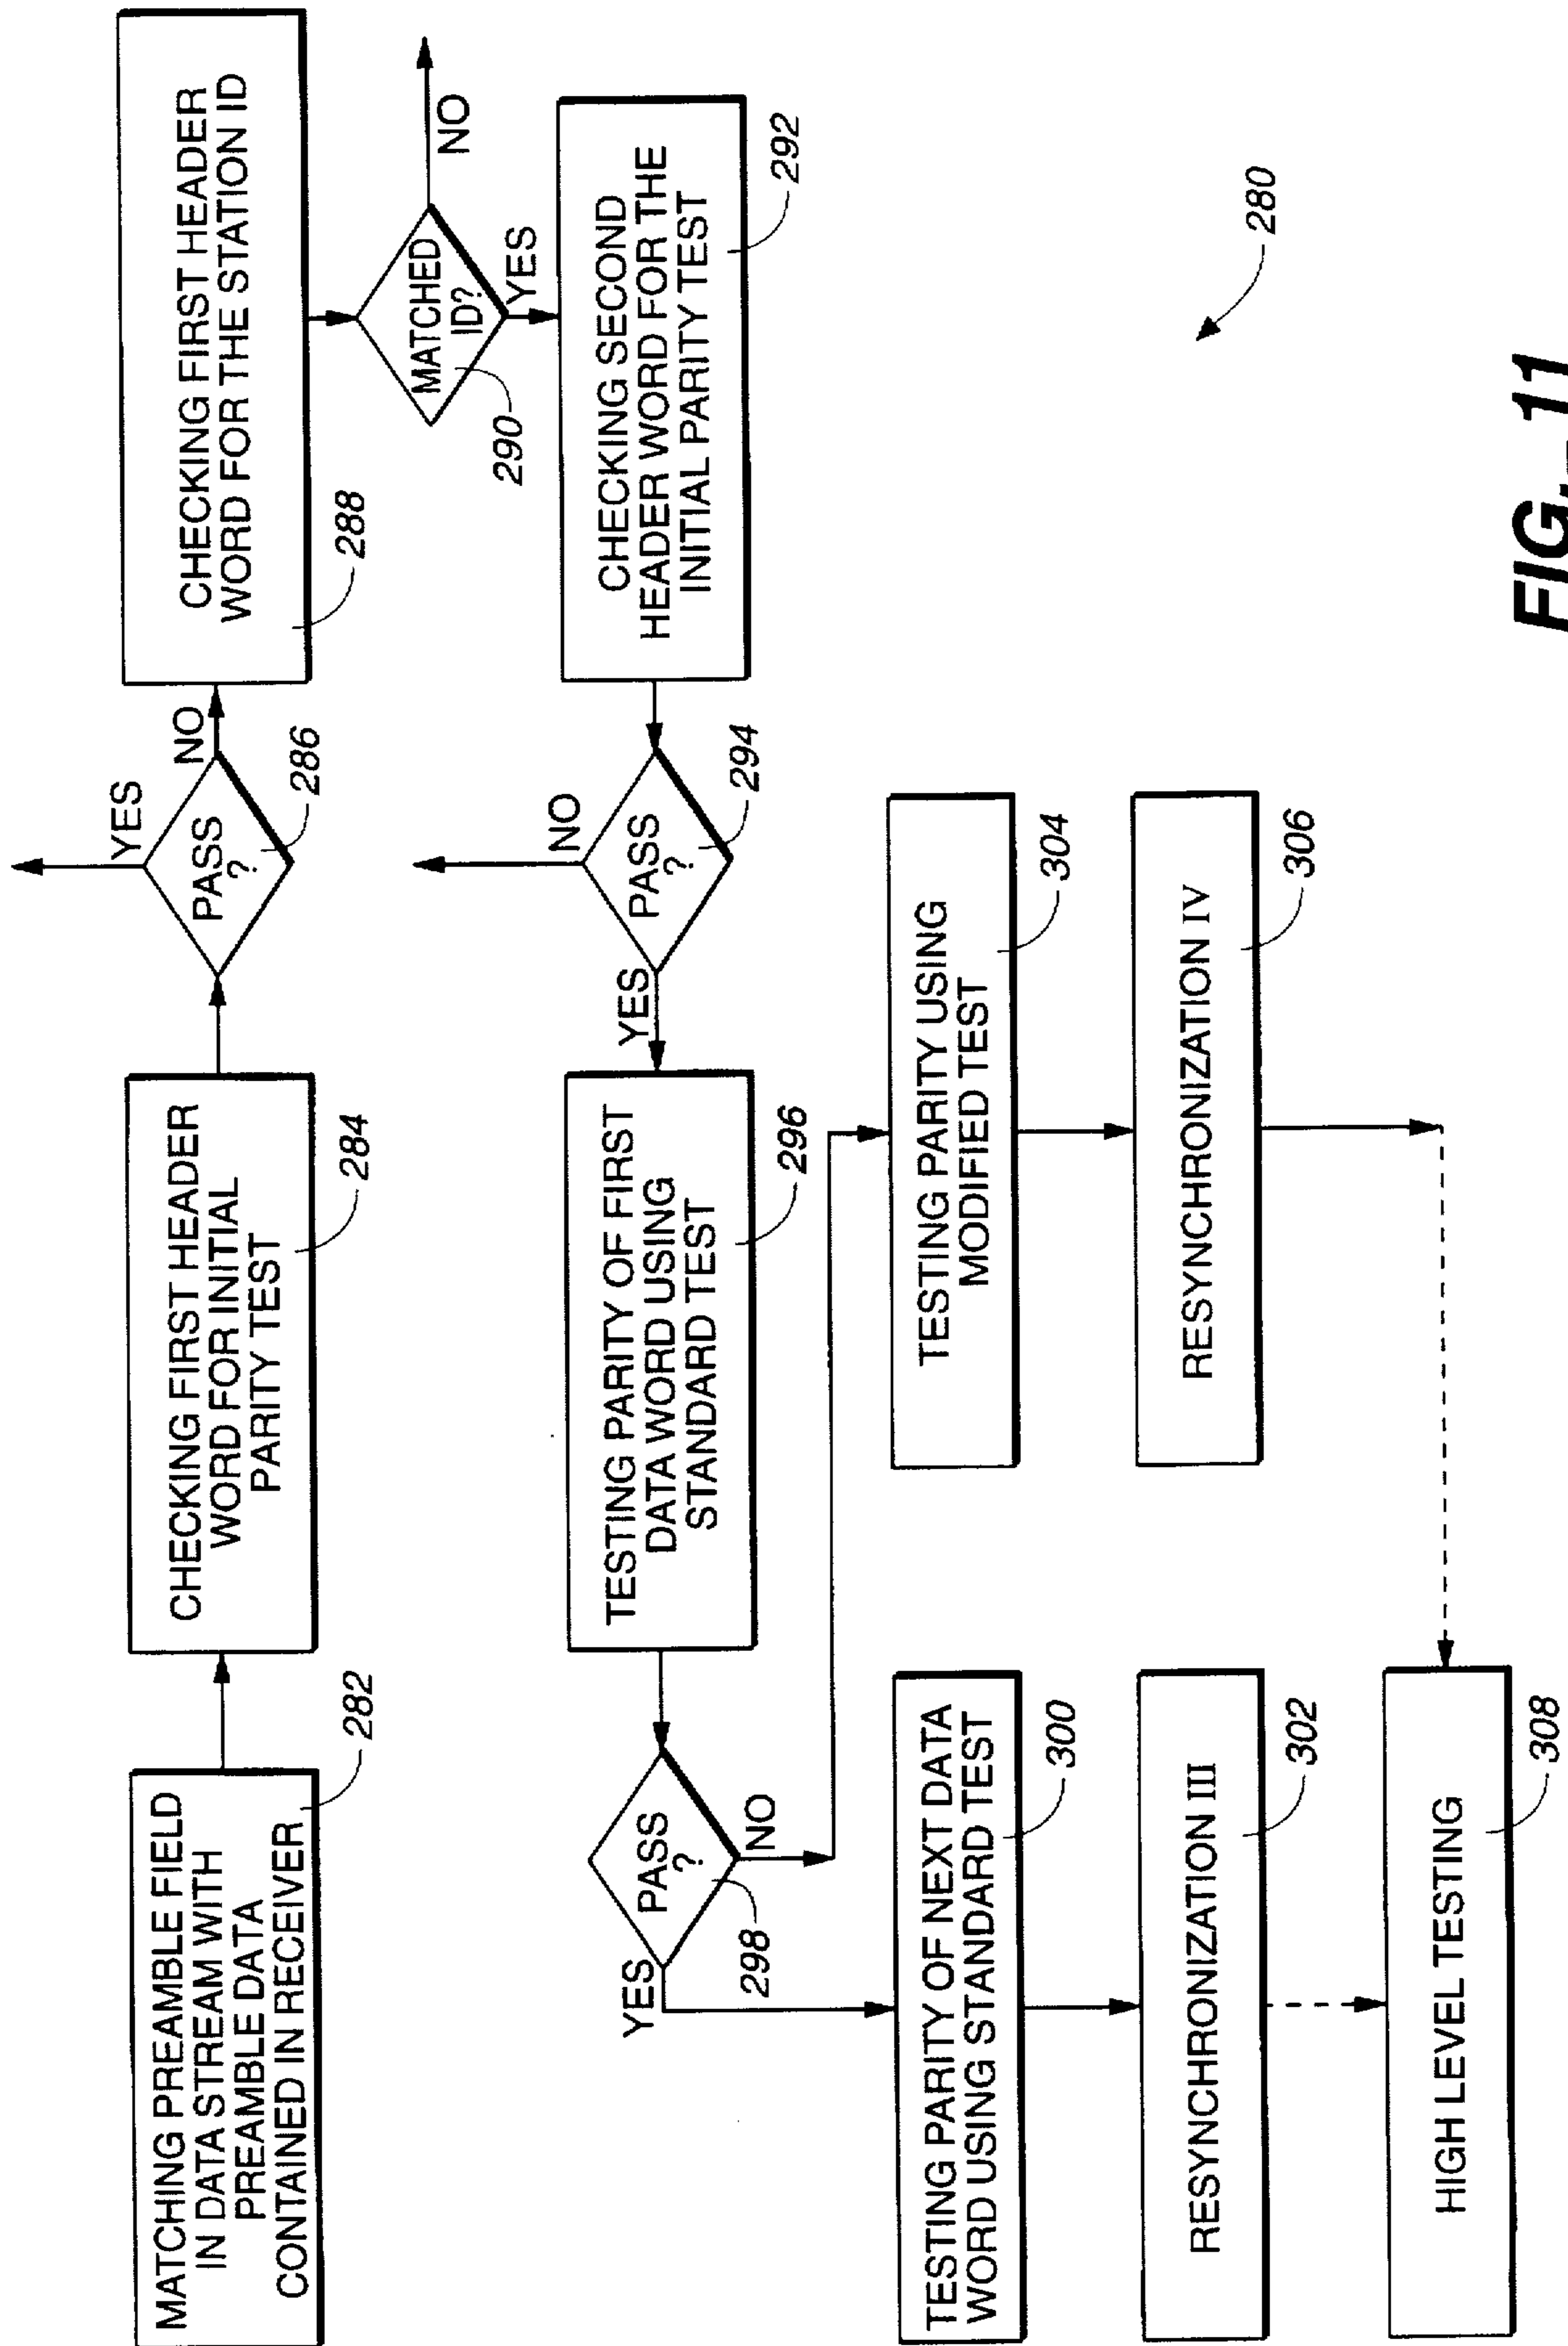 MATCHING PREAMBLE FIELD
IN DATA STREAM WITH
PREAMBLE DATA
CONTAINED IN RECEIVER
282
CHECKING FIRST HEADER
WORD FOR INITIAL
PARITY TEST
284
PASS
?
286
YES
NO
CHECKING FIRST HEADER
WORD FOR THE STATION ID
288
MATCHED
ID?
290
NO
YES
CHECKING SECOND
HEADER WORD FOR THE
INITIAL PARITY TEST
292
PASS
?
294
NO
YES
TESTING PARITY OF FIRST
DATA WORD USING
STANDARD TEST
296
PASS
?
298
YES
NO
TESTING PARITY OF NEXT DATA
WORD USING STANDARD TEST
300
RESYNCHRONIZATION III
302
TESTING PARITY USING
MODIFIED TEST
304
RESYNCHRONIZATION IV
306
HIGH LEVEL TESTING
308
280
FIG.–11